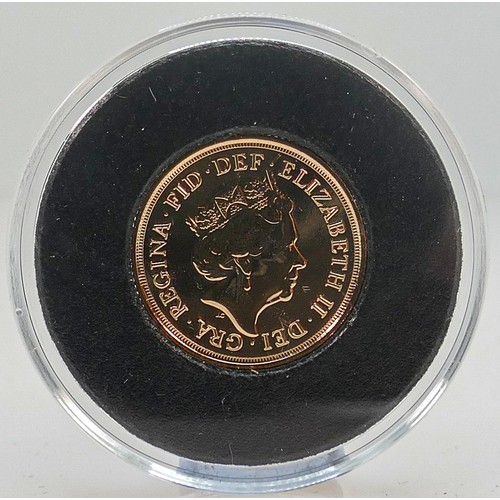 ELIZABETH II · DEI · GRA · REGINA · FID · DEF